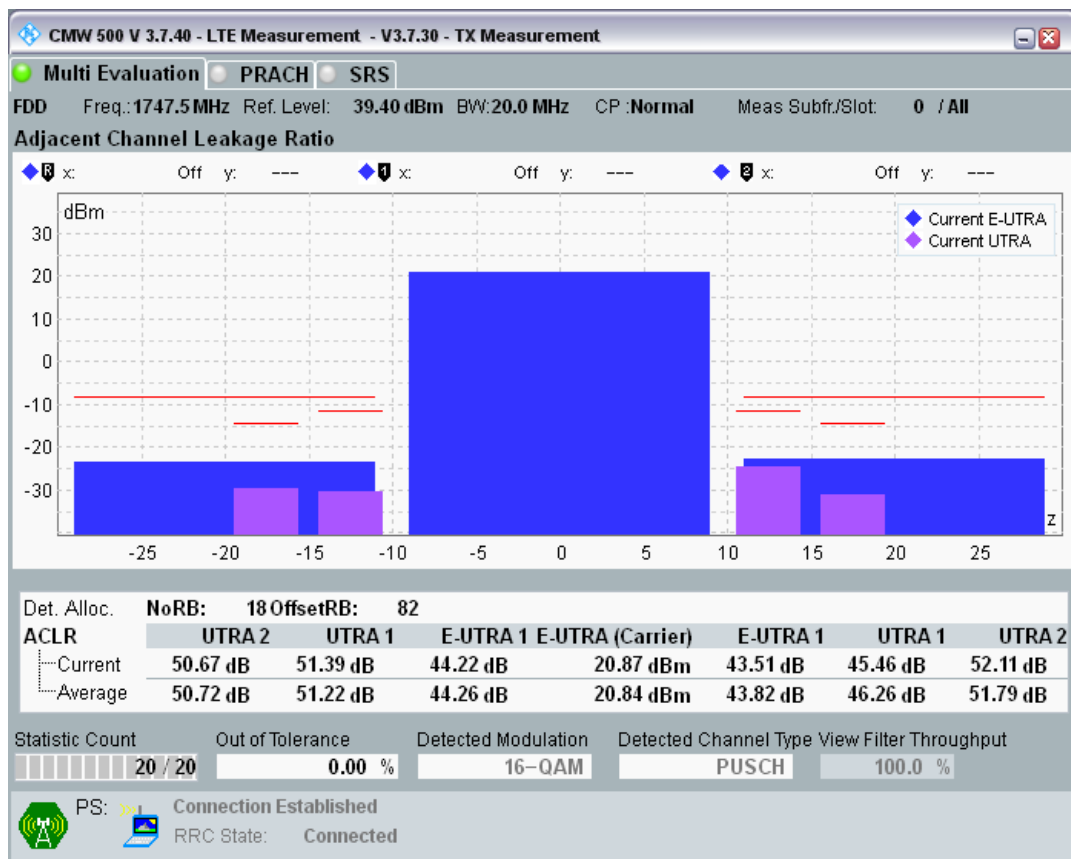 CMW 500 V 3.7.40 - LTE Measurement - V3.7.30 - TX Measurement
Multi Evaluation PRACH SRS
FDD Freq.:1747.5 MHz Ref. Level: 39.40 dBm BW:20.0 MHz CP :Normal Meas Subfr./Slot: 0 / All
Adjacent Channel Leakage Ratio
R x: Off y: --- 1 x: Off y: --- 2 x: Off y: ---
dBm
Current E-UTRA
Current UTRA
30
20
10
0
-10
-20
-30
z
-25 -20 -15 -10 -5 0 5 10 15 20 25
Det. Alloc. NoRB: 18 OffsetRB: 82
ACLR UTRA 2 UTRA 1 E-UTRA 1 E-UTRA (Carrier) E-UTRA 1 UTRA 1 UTRA 2
Current 50.67 dB 51.39 dB 44.22 dB 20.87 dBm 43.51 dB 45.46 dB 52.11 dB
Average 50.72 dB 51.22 dB 44.26 dB 20.84 dBm 43.82 dB 46.26 dB 51.79 dB
Statistic Count Out of Tolerance Detected Modulation Detected Channel Type View Filter Throughput
20 / 20 0.00 % 16-QAM PUSCH 100.0 %
PS: Connection Established
RRC State: Connected